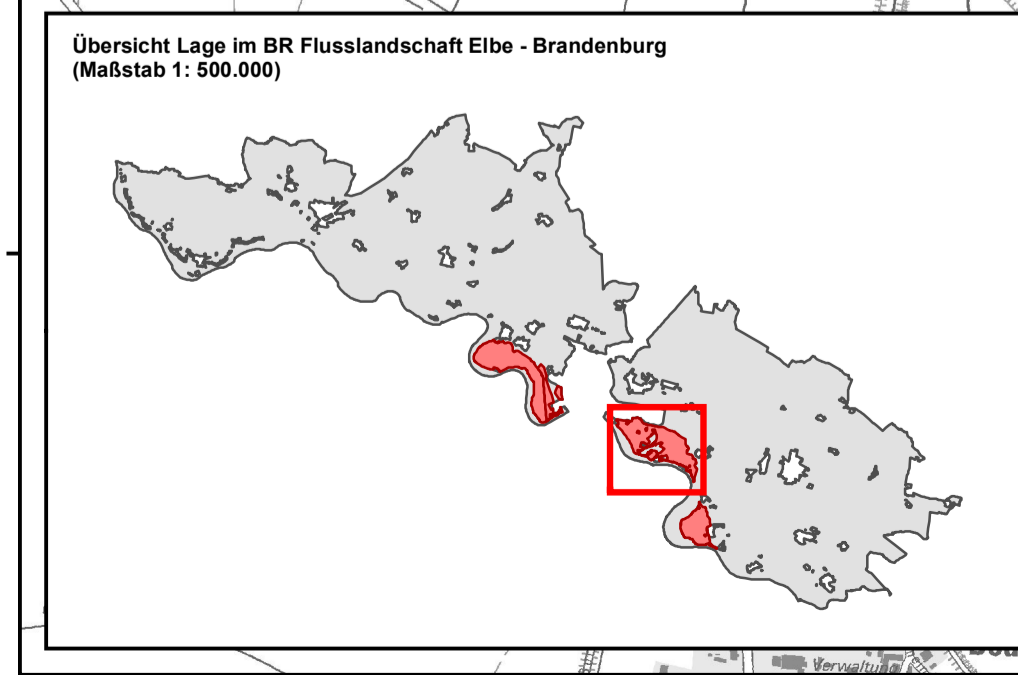 Übersicht Lage im BR Flusslandschaft Elbe - Brandenburg
(Maßstab 1: 500.000)
Verwaltung